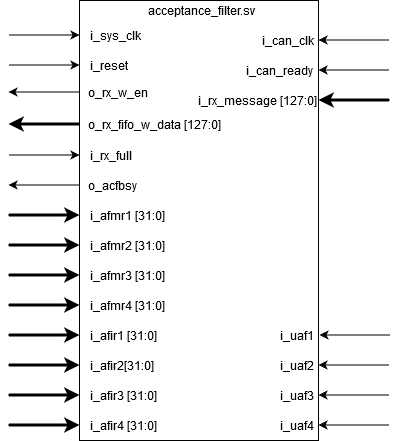 acceptance_filter.sv
i_sys_clk
i_can_clk
i_reset
i_can_ready
o_rx_w_en
i_rx_message [127:0]
o_rx_fifo_w_data [127:0]
i_rx_full
o_acfbsy
i_afmr1 [31:0]
i_afmr2 [31:0]
i_afmr3 [31:0]
i_afmr4 [31:0]
i_afir1 [31:0]
i_uaf1
i_afir2[31:0]
i_uaf2
i_afir3 [31:0]
i_uaf3
i_afir4 [31:0]
i_uaf4